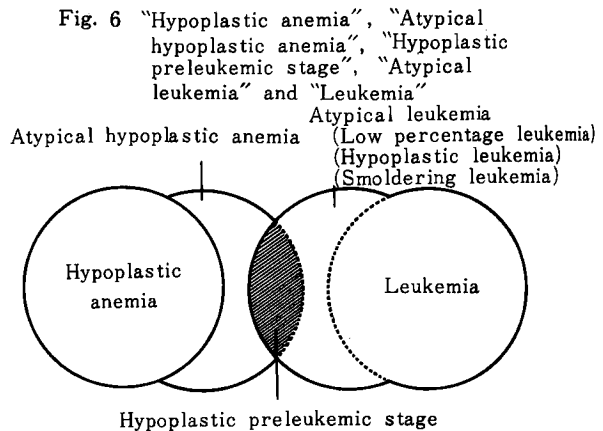 Fig. 6 "Hypoplastic anemia", "Atypical
hypoplastic anemia", "Hypoplastic
preleukemic stage", "Atypical
leukemia" and "Leukemia"
Atypical hypoplastic anemia
Atypical leukemia
(Low percentage leukemia)
(Hypoplastic leukemia)
(Smoldering leukemia)
Hypoplastic
anemia
Leukemia
Hypoplastic preleukemic stage